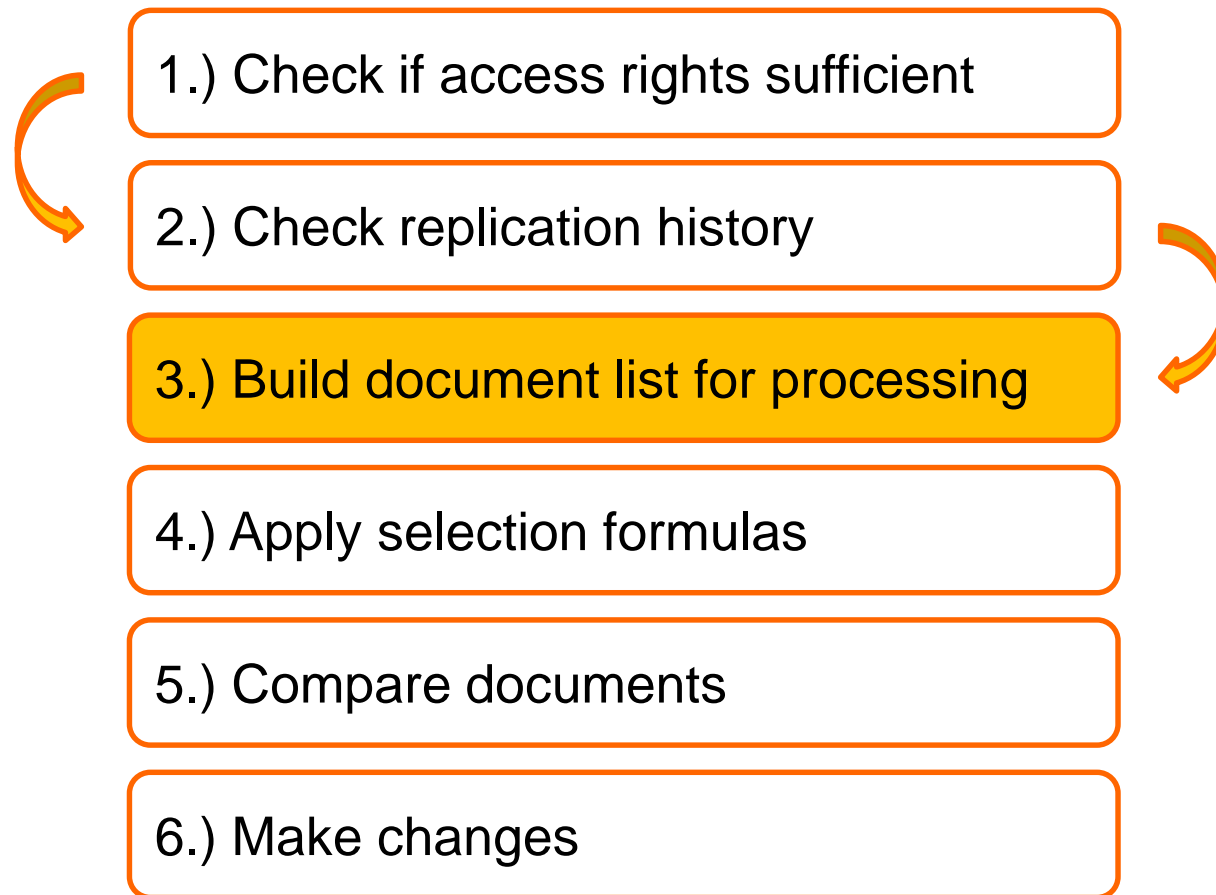 1.) Check if access rights sufficient
2.) Check replication history
3.) Build document list for processing
4.) Apply selection formulas
5.) Compare documents
6.) Make changes